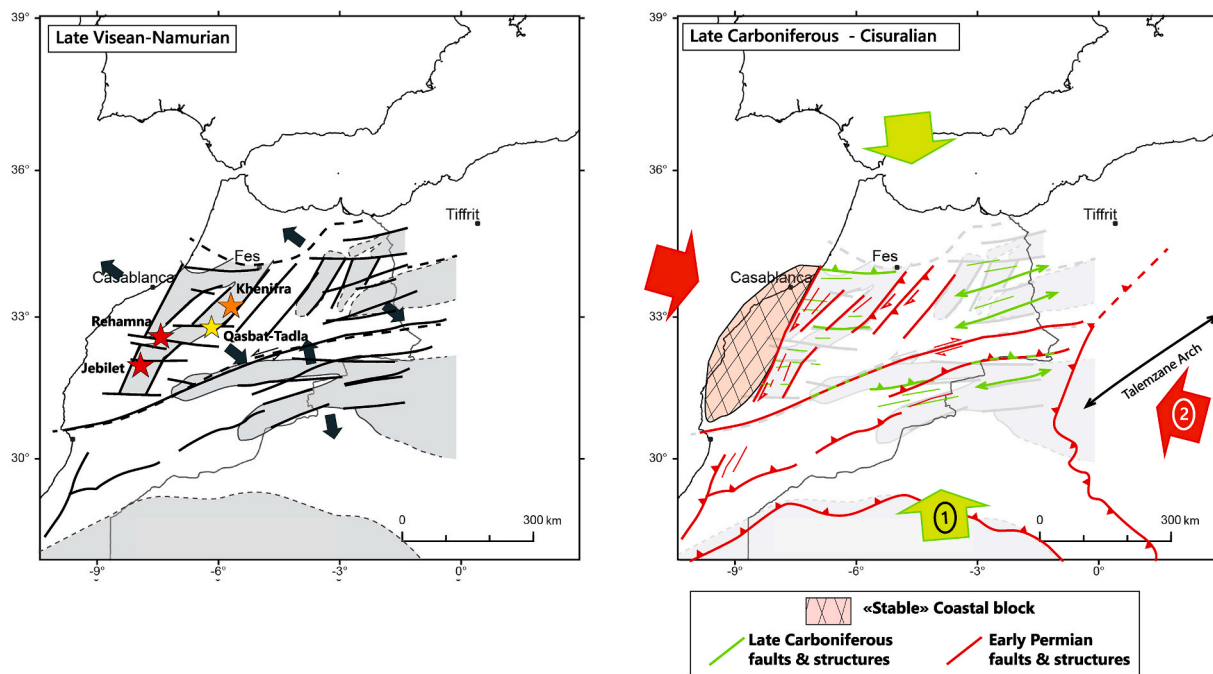 Late Visean-Namurian
39°
36°
33°
30°
-9°
-6°
-3°
0°
Tiffrit
Fes
Casablanca
Khenifra
Rehamna
Qasbat-Tadla
Jebilet
0 300 km
Late Carboniferous - Cisuralian
39°
36°
33°
30°
-9°
-6°
-3°
0°
Tiffrit
Fes
Casablanca
Talemzane Arch
2
1
0 300 km
«Stable» Coastal block
Late Carboniferous
faults & structures
Early Permian
faults & structures